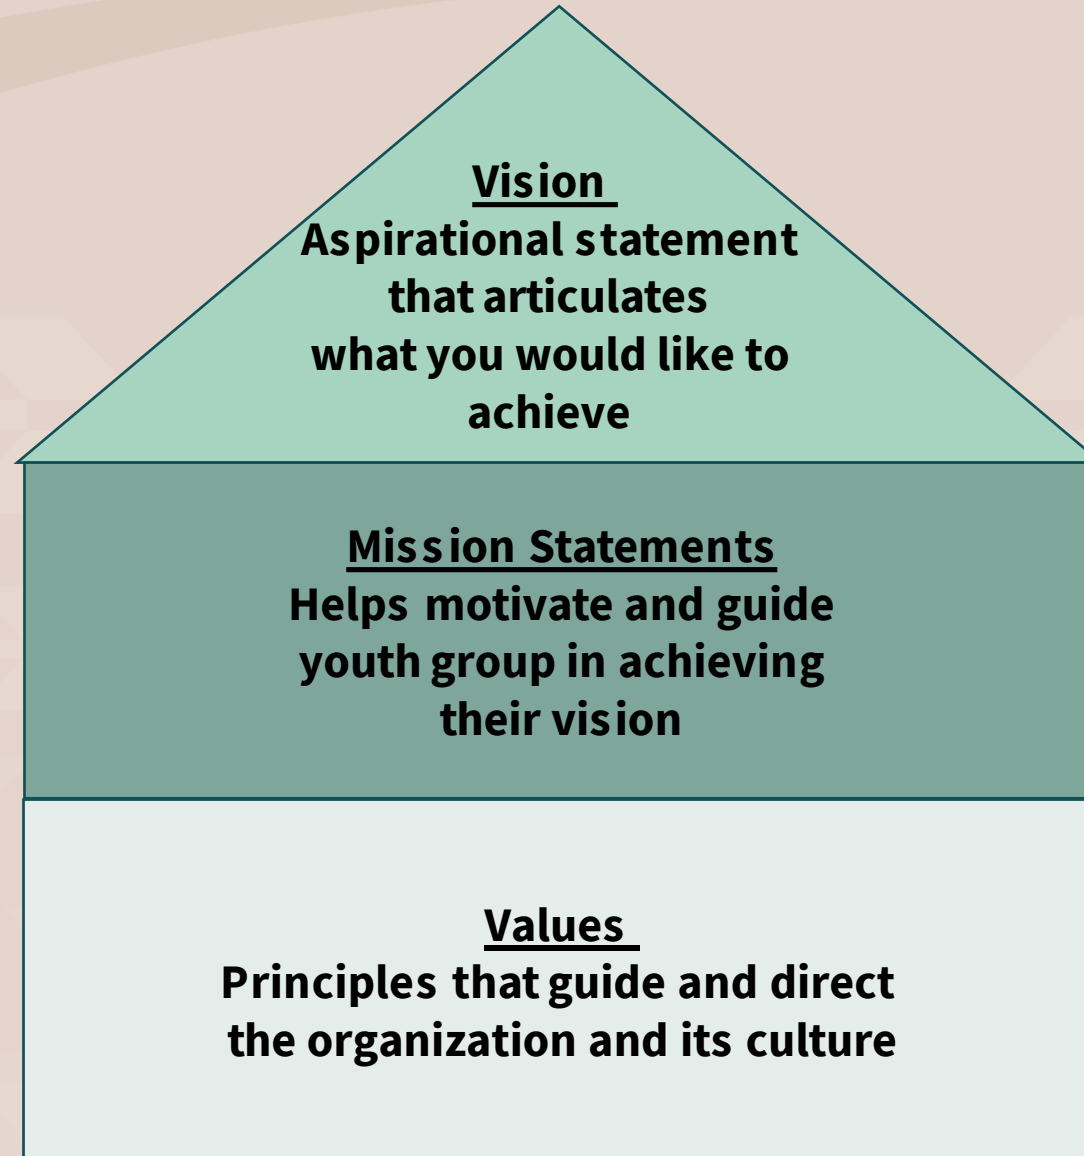 Vision
Aspirational statement
that articulates
what you would like to
achieve
Mission Statements
Helps motivate and guide
youth group in achieving
their vision
Values
Principles that guide and direct
the organization and its culture